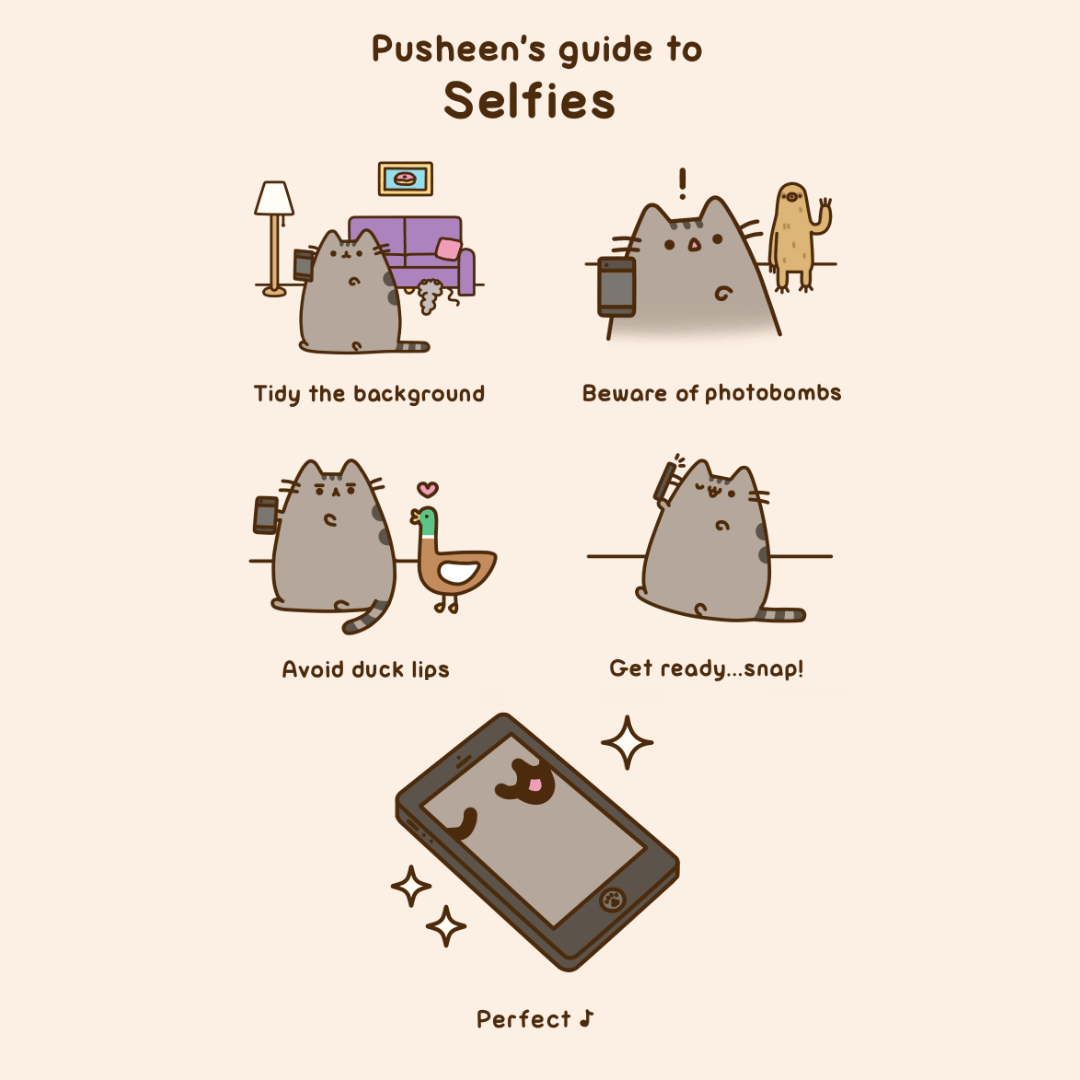 Pusheen's guide to
Selfies
!
Tidy the background
Beware of photobombs
Avoid duck lips
Get ready...snap!
Perfect ♪